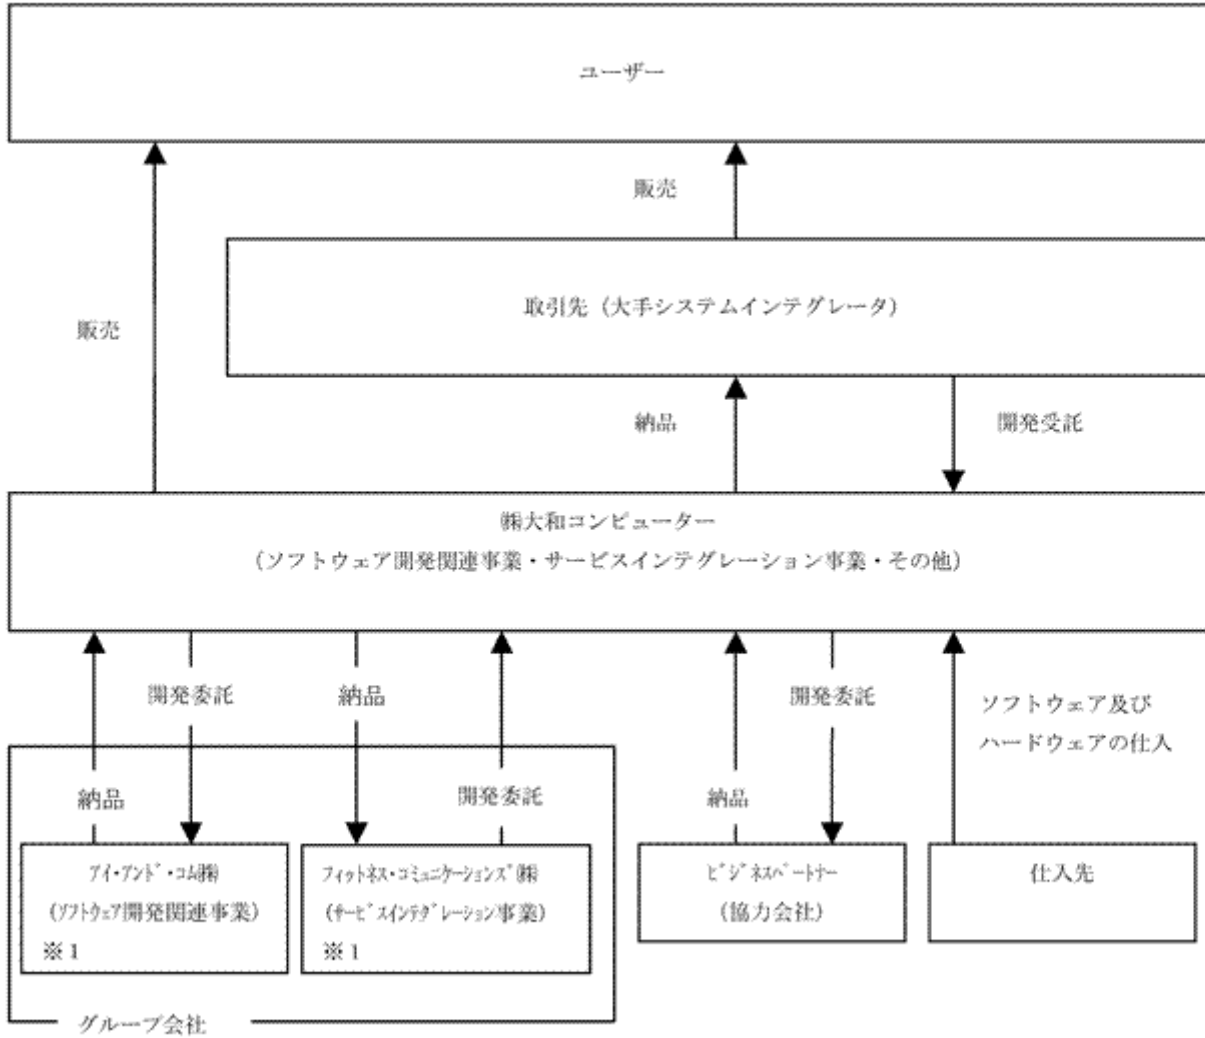 ユーザー
販売
販売
取引先（大手システムインテグレータ）
納品
開発受託
㈱大和コンピューター
（ソフトウェア開発関連事業・サービスインテグレーション事業・その他）
開発委託
納品
開発委託
ソフトウェア及び
ハードウェアの仕入
納品
開発委託
納品
ｱｲ・ｱﾝﾄﾞ・ｺﾑ㈱
（ｿﾌﾄｳｪｱ開発関連事業）
※１
ﾌｨｯﾄﾈｽ・ｺﾐｭﾆｹｰｼｮﾝｽﾞ㈱
（ｻｰﾋﾞｽｲﾝﾃｸﾞﾚｰｼｮﾝ事業）
※１
ﾋﾞｼﾞﾈｽﾊﾟｰﾄﾅｰ
（協力会社）
仕入先
グループ会社